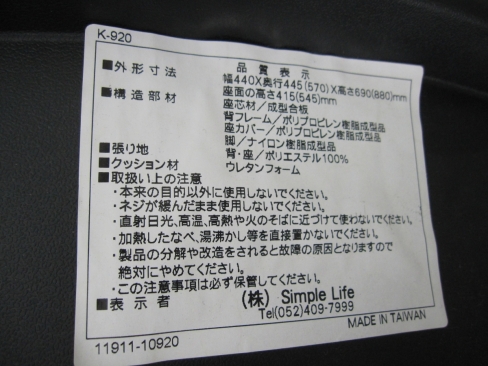 K-920
品質表示
■外形寸法 幅440X奥行445(570)X高さ690(880)mm
座面の高さ415(545)mm
■構造部材 座芯材/成型合板
背フレーム/ポリプロピレン樹脂成型品
座カバー/ポリプロピレン樹脂成型品
脚/ナイロン樹脂成型品
■張り地 背・座/ポリエステル100%
■クッション材 ウレタンフォーム
■取扱い上の注意
・本来の目的以外に使用しないでください。
・ネジが緩んだまま使用しないでください。
・直射日光、高温、高熱や火のそばに近づけて使わないでください。
・加熱したなべ、湯沸かし等を直接置かないでください。
・製品の分解や改造をされると故障の原因となりますので
絶対にやめてください。
・この注意事項は必ず保管してください。
■表示者 (株) Simple Life
Tel(052)409-7999
MADE IN TAIWAN
11911-10920